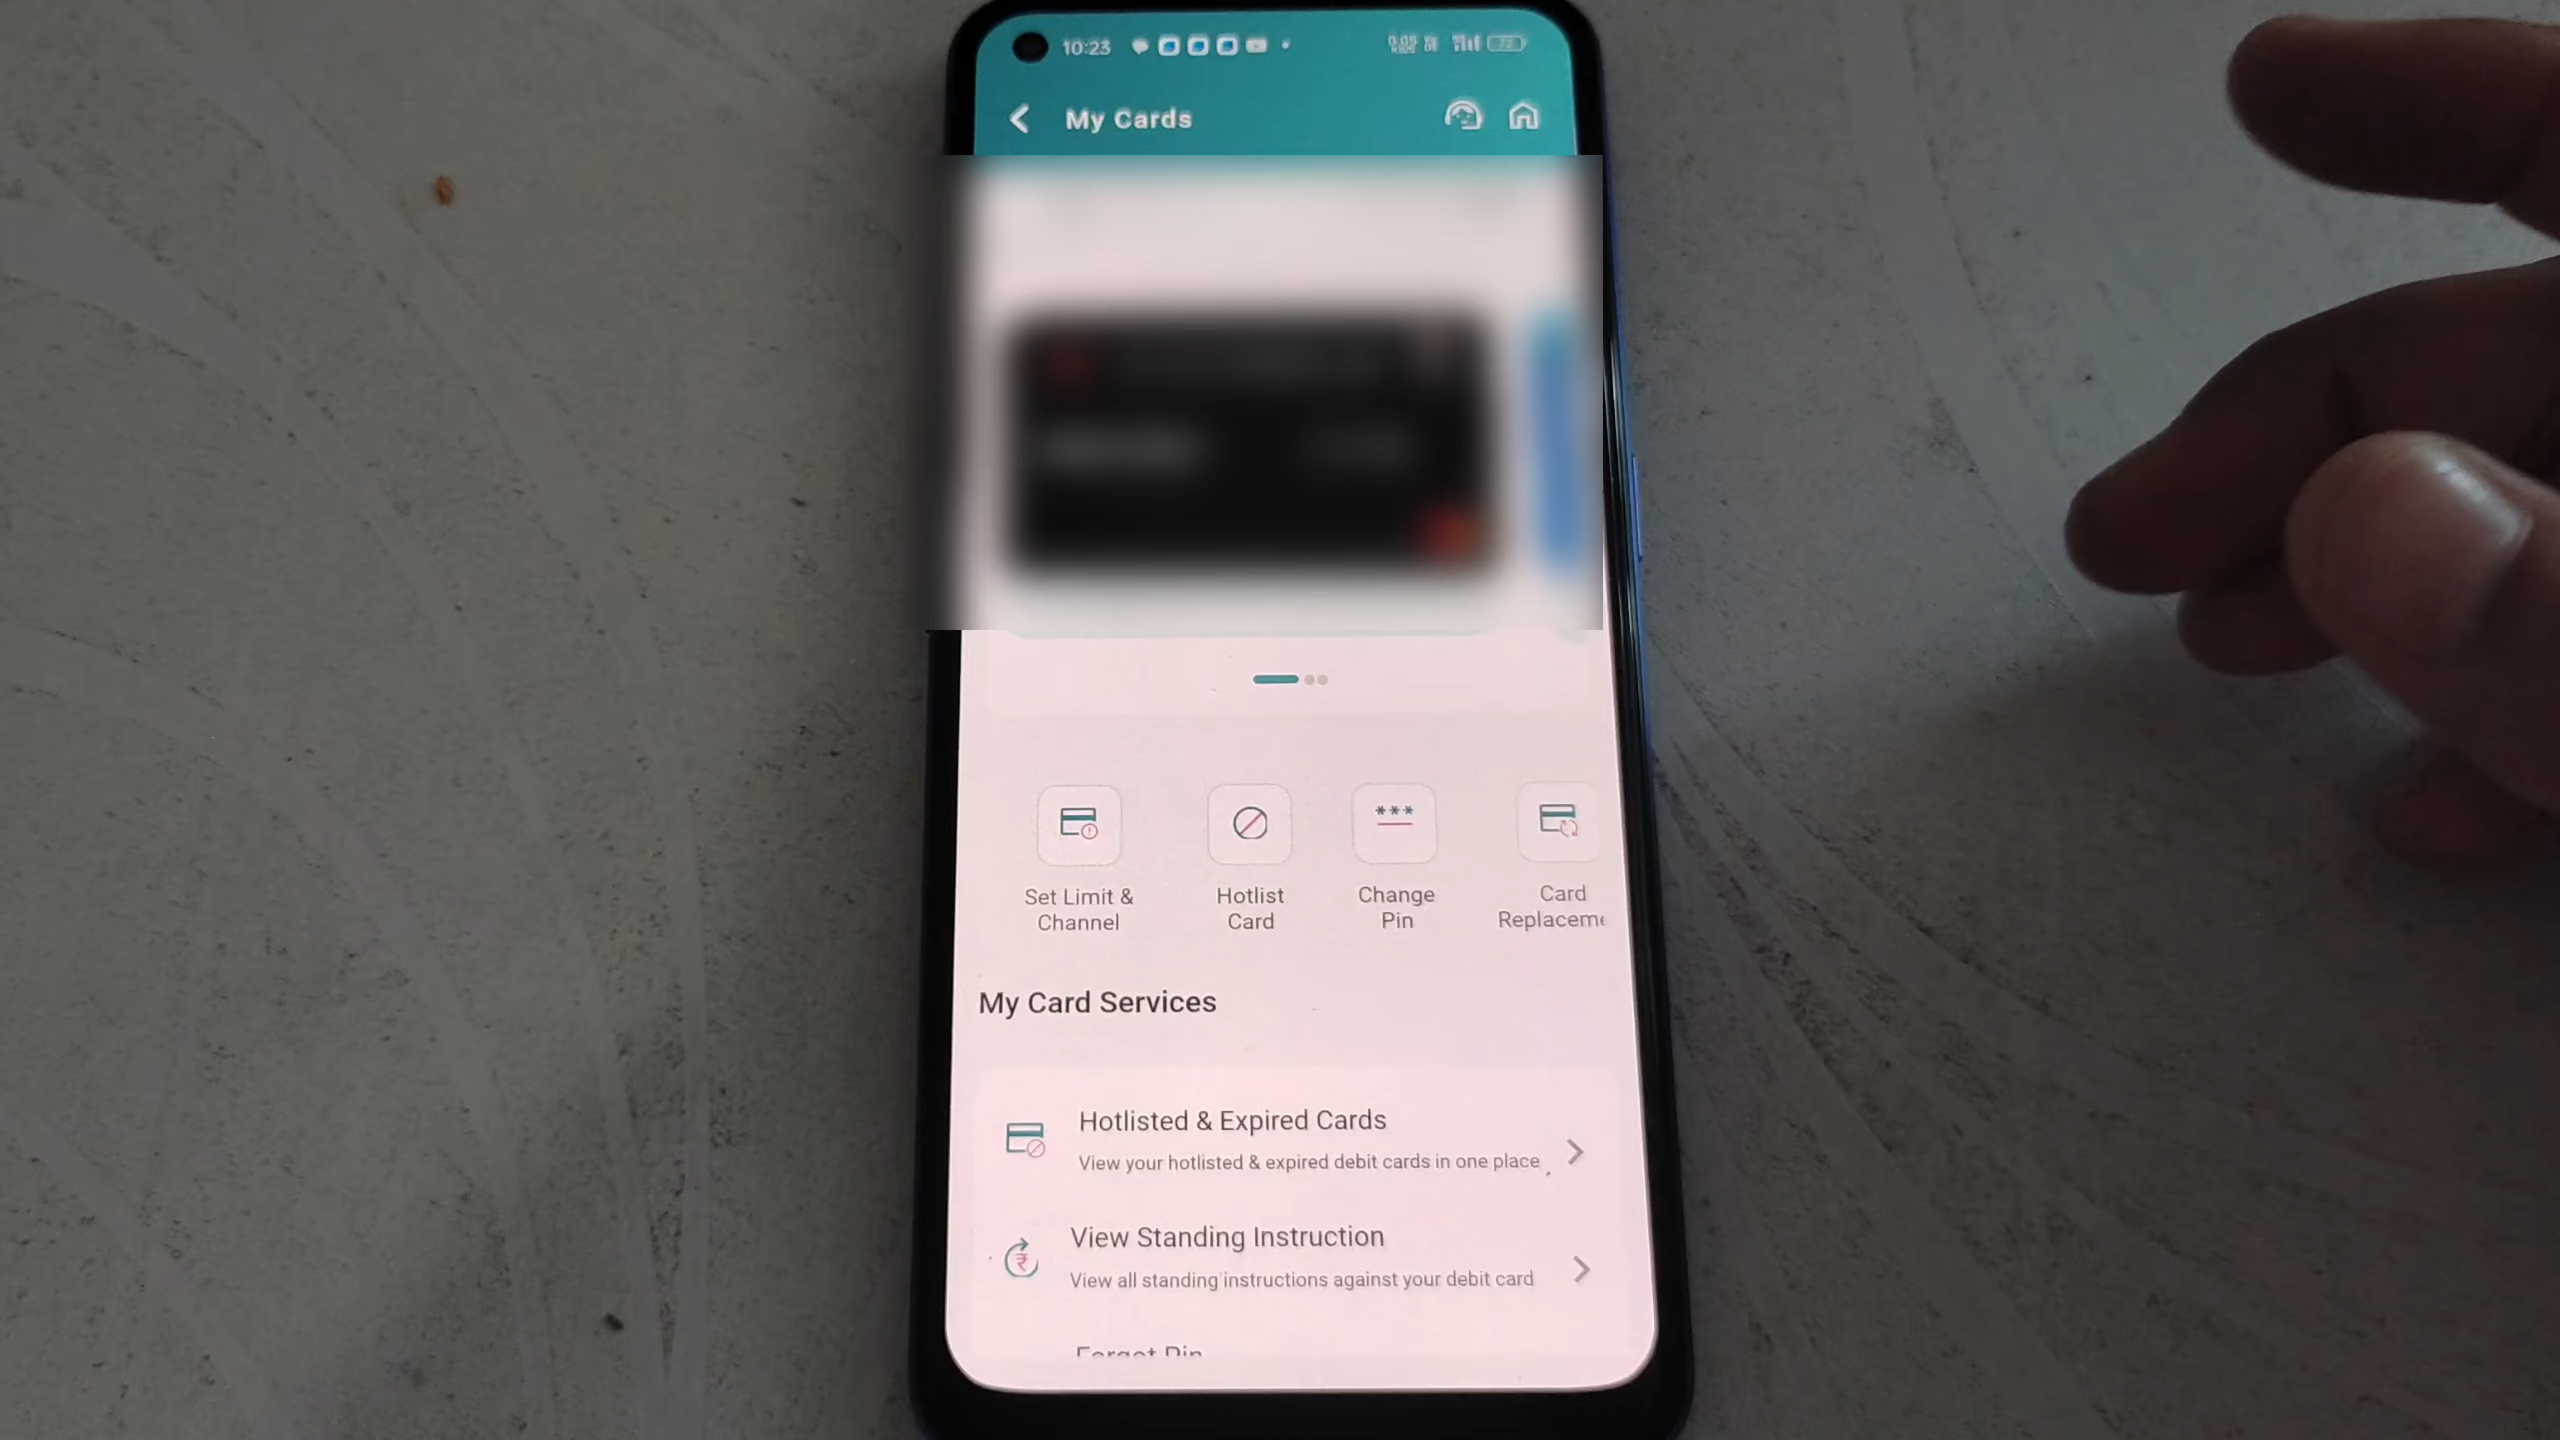 10:23
My Cards
Set Limit &
Channel
Hotlist
Card
Change
Pin
Card
Replaceme
My Card Services
Hotlisted & Expired Cards
View your hotlisted & expired debit cards in one place
View Standing Instruction
View all standing instructions against your debit card
Forgot Pin